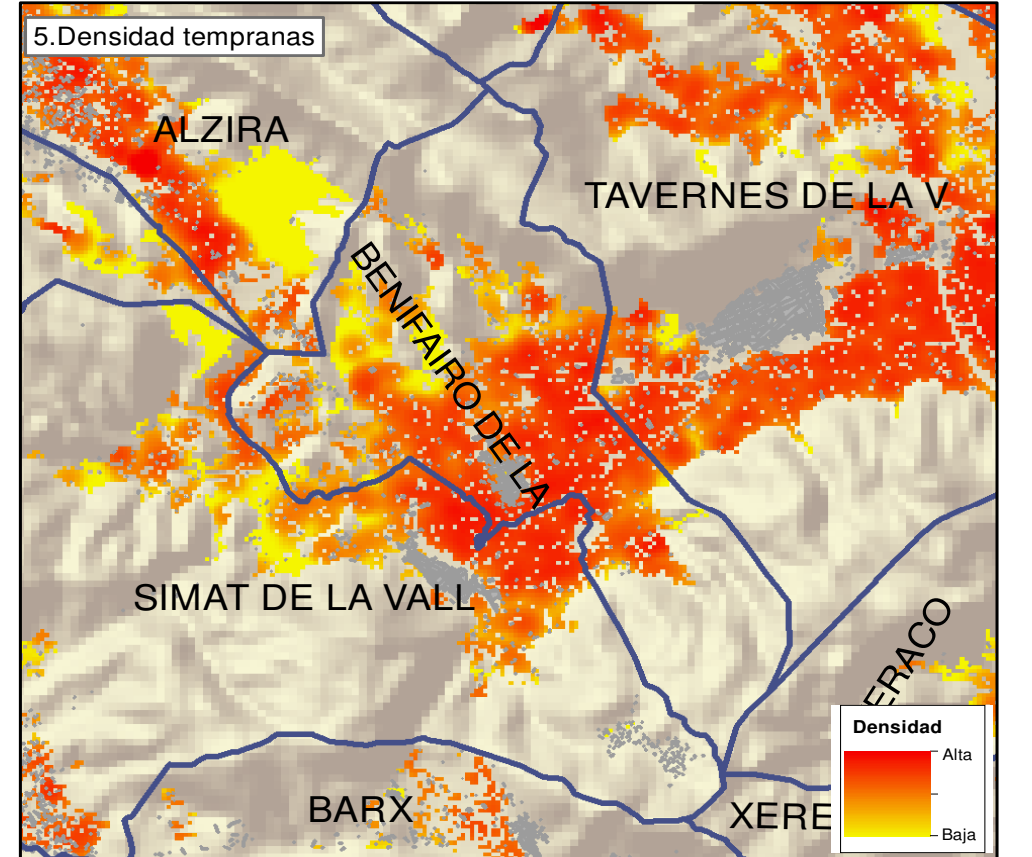 5.Densidad tempranas
ALZIRA
TAVERNES DE LA V
BENIFAIRO DE LA
SIMAT DE LA VALL
ERACO
Densidad
Alta
Baja
BARX
XERE